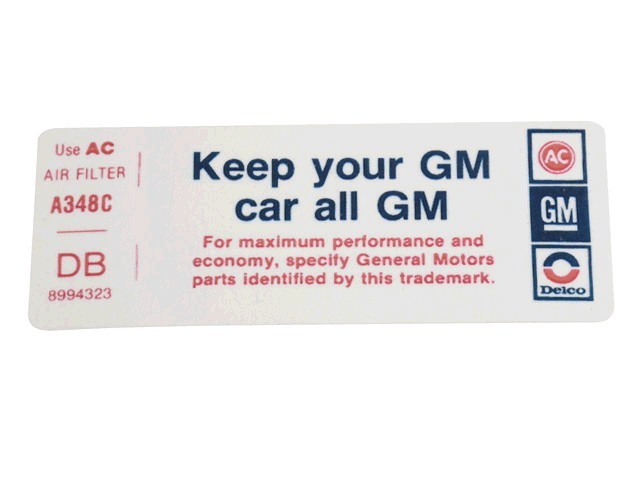 Use AC
AIR FILTER
A348C
DB
8994323
Keep your GM
car all GM
For maximum performance and
economy, specify General Motors
parts identified by this trademark.
AC
GM
Delco